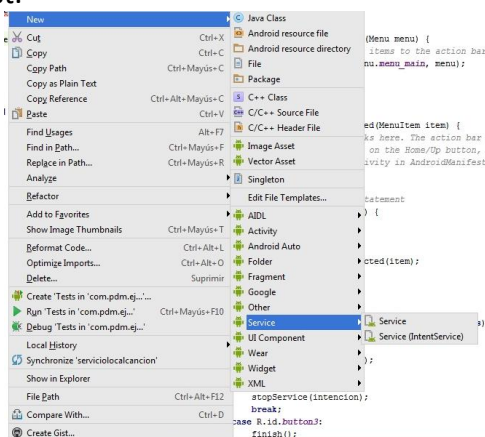 New
Cut Ctrl+X
Copy Ctrl+C
Copy Path Ctrl+Mayús+C
Copy as Plain Text
Copy Reference Ctrl+Alt+Mayús+C
Paste Ctrl+V
Find Usages Alt+F7
Find in Path... Ctrl+Mayús+F
Replace in Path... Ctrl+Mayús+R
Analyze
Refactor
Add to Favorites
Show Image Thumbnails Ctrl+Mayús+T
Reformat Code... Ctrl+Alt+L
Optimize Imports... Ctrl+Alt+O
Delete... Suprimir
Create 'Tests in 'com.pdm.ej...'...
Run 'Tests in 'com.pdm.ej...' Ctrl+Mayús+F10
Debug 'Tests in 'com.pdm.ej...'
Local History
Synchronize 'serviciolocalcancion'
Show in Explorer
File Path Ctrl+Alt+F12
Compare With... Ctrl+D
Create Gist...
Java Class
Android resource file
Android resource directory
File
Package
C++ Class
C/C++ Source File
C/C++ Header File
Image Asset
Vector Asset
Singleton
Edit File Templates...
AIDL
Activity
Android Auto
Folder
Fragment
Google
Other
Service
UI Component
Wear
Widget
XML
Service
Service (IntentService)
(Menu menu) {
items to the action bar
nu.menu_main, menu);
ed(MenuItem item) {
ks here. The action bar
on the Home/Up button,
ivity in AndroidManifest
tatement
) {
cted(item);
s)
);
stopService(intencion);
break;
case R.id.button3:
finish();